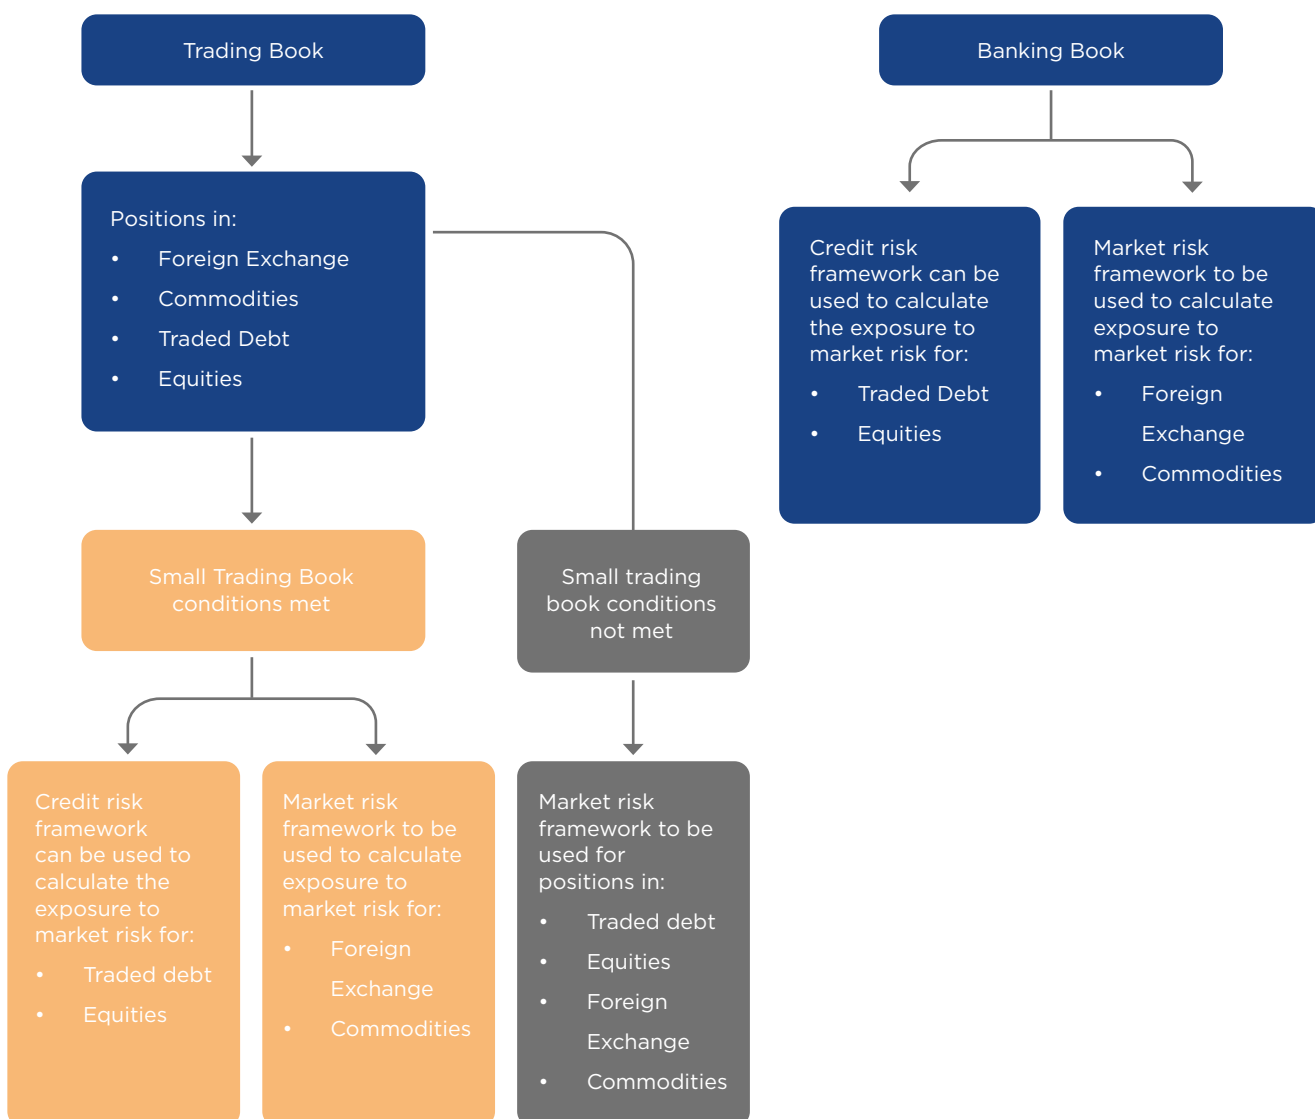 Trading Book
Positions in:
• Foreign Exchange
• Commodities
• Traded Debt
• Equities
Small Trading Book
conditions met
Small trading
book conditions
not met
Credit risk
framework
can be used to
calculate the
exposure to
market risk for:
• Traded debt
• Equities
Market risk
framework to be
used to calculate
exposure to
market risk for:
• Foreign
Exchange
• Commodities
Market risk
framework to be
used for
positions in:
• Traded debt
• Equities
• Foreign
Exchange
• Commodities
Banking Book
Credit risk
framework can be
used to calculate
the exposure to
market risk for:
• Traded Debt
• Equities
Market risk
framework to be
used to calculate
exposure to
market risk for:
• Foreign
Exchange
• Commodities